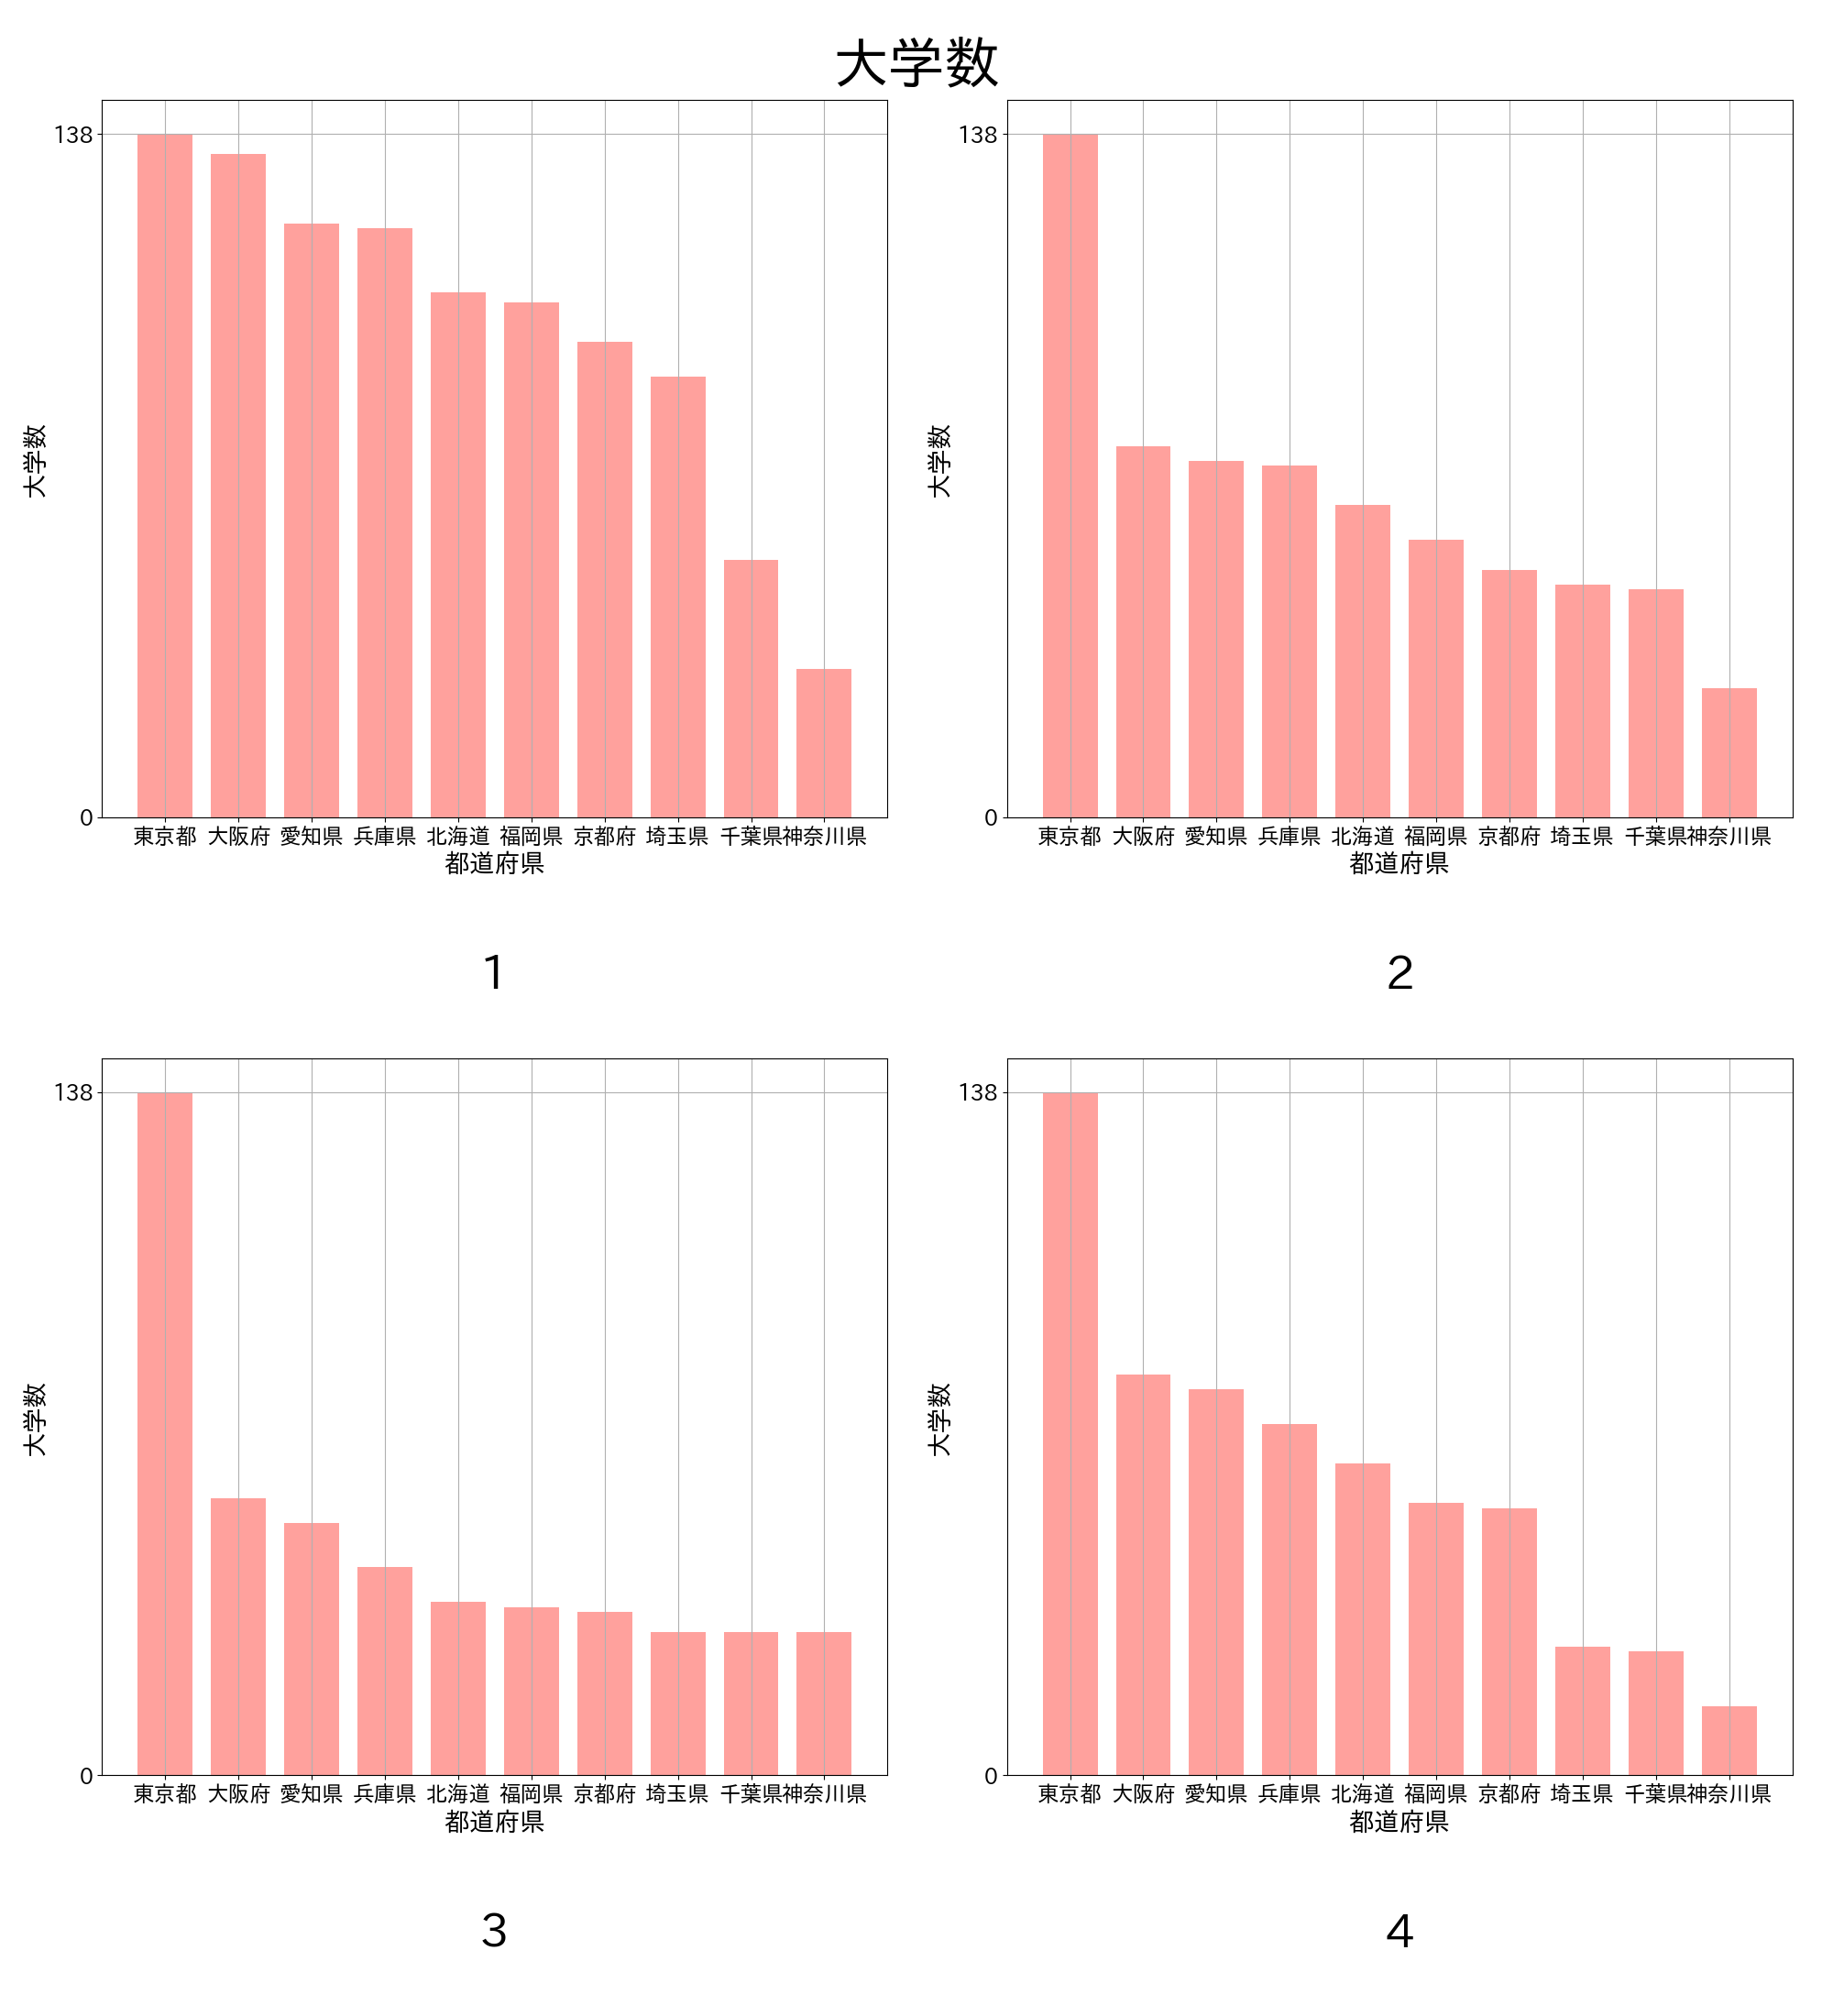 大学数
138
0
大学数
東京都 大阪府 愛知県 兵庫県 北海道 福岡県 京都府 埼玉県 千葉県 神奈川県
都道府県
1
138
0
大学数
東京都 大阪府 愛知県 兵庫県 北海道 福岡県 京都府 埼玉県 千葉県 神奈川県
都道府県
2
138
0
大学数
東京都 大阪府 愛知県 兵庫県 北海道 福岡県 京都府 埼玉県 千葉県 神奈川県
都道府県
3
138
0
大学数
東京都 大阪府 愛知県 兵庫県 北海道 福岡県 京都府 埼玉県 千葉県 神奈川県
都道府県
4